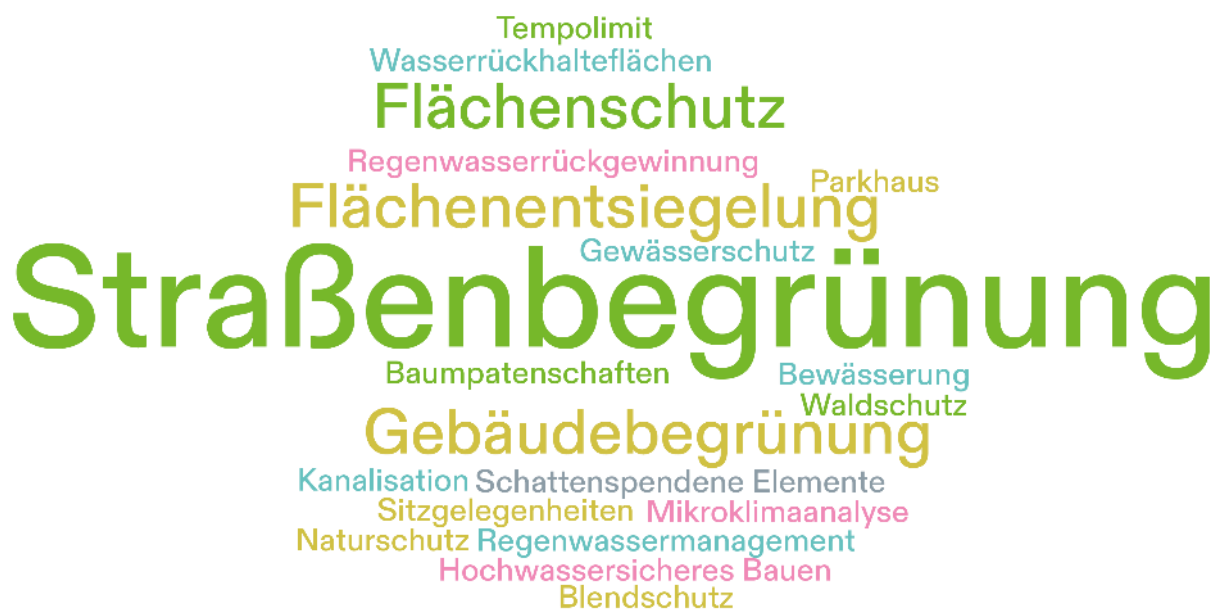 Tempolimit
Wasserrückhalteflächen
Flächenschutz
Regenwasserrückgewinnung
Parkhaus
Flächenentsiegelung
Gewässerschutz
Straßenbegrünung
Baumpatenschaften
Bewässerung
Waldschutz
Gebäudebegrünung
Kanalisation
Schattenspendene Elemente
Sitzgelegenheiten
Mikroklimaanalyse
Naturschutz
Regenwassermanagement
Hochwassersicheres Bauen
Blendschutz